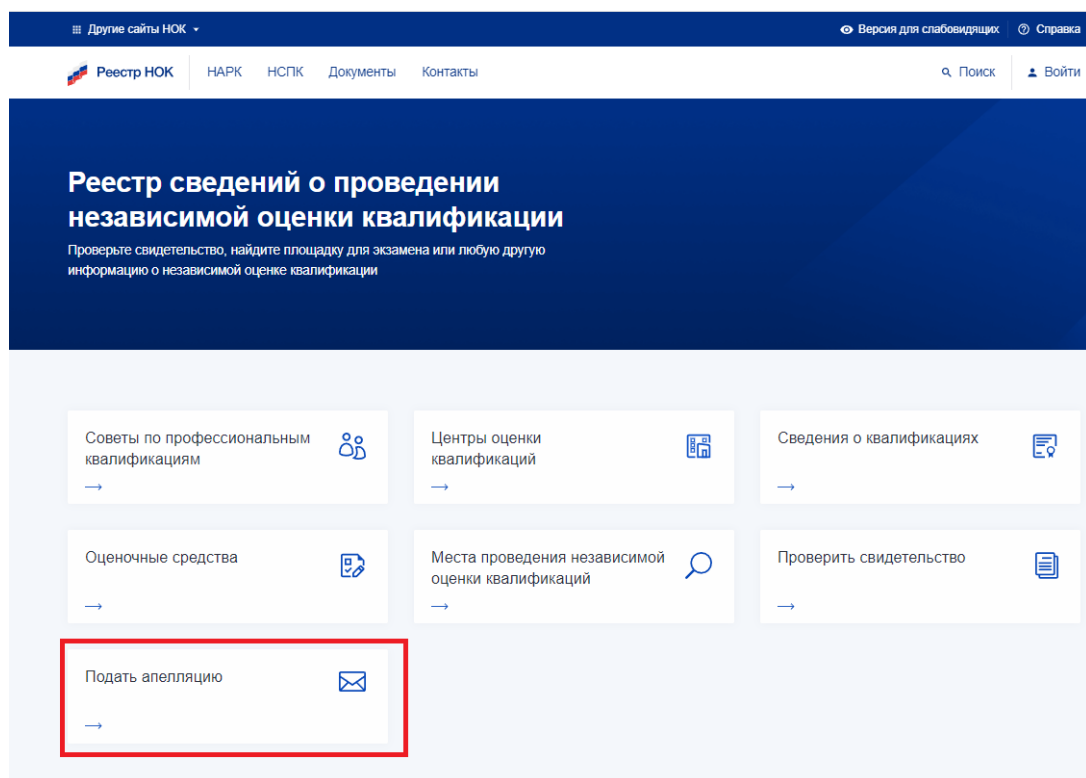 Другие сайты НОК
Версия для слабовидящих
Справка
Реестр НОК
НАРК
НСПК
Документы
Контакты
Поиск
Войти
Реестр сведений о проведении
независимой оценки квалификации
Проверьте свидетельство, найдите площадку для экзамена или любую другую
информацию о независимой оценке квалификации
Советы по профессиональным
квалификациям
Центры оценки
квалификаций
Сведения о квалификациях
Оценочные средства
Места проведения независимой
оценки квалификаций
Проверить свидетельство
Подать апелляцию